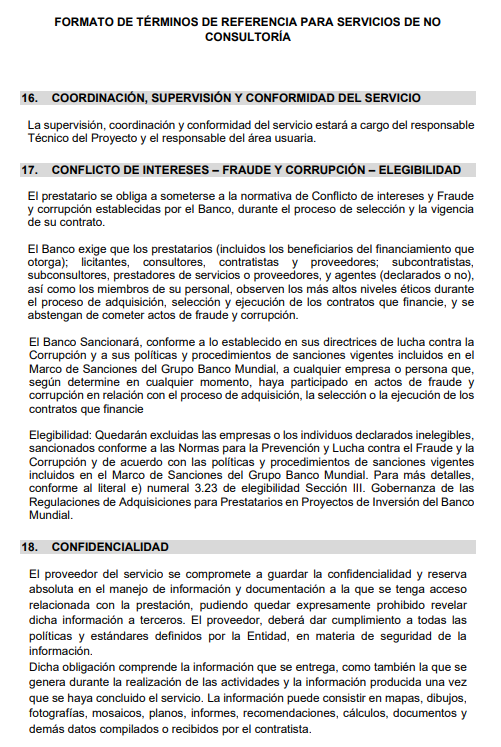 FORMATO DE TÉRMINOS DE REFERENCIA PARA SERVICIOS DE NO
CONSULTORÍA
16. COORDINACIÓN, SUPERVISIÓN Y CONFORMIDAD DEL SERVICIO
La supervisión, coordinación y conformidad del servicio estará a cargo del responsable
Técnico del Proyecto y el responsable del área usuaria.
17. CONFLICTO DE INTERESES – FRAUDE Y CORRUPCIÓN – ELEGIBILIDAD
El prestatario se obliga a someterse a la normativa de Conflicto de intereses y Fraude
y corrupción establecidas por el Banco, durante el proceso de selección y la vigencia
de su contrato.
El Banco exige que los prestatarios (incluidos los beneficiarios del financiamiento que
otorga); licitantes, consultores, contratistas y proveedores; subcontratistas,
subconsultores, prestadores de servicios o proveedores, y agentes (declarados o no),
así como los miembros de su personal, observen los más altos niveles éticos durante
el proceso de adquisición, selección y ejecución de los contratos que financie, y se
abstengan de cometer actos de fraude y corrupción.
El Banco Sancionará, conforme a lo establecido en sus directrices de lucha contra la
Corrupción y a sus políticas y procedimientos de sanciones vigentes incluidos en el
Marco de Sanciones del Grupo Banco Mundial, a cualquier empresa o persona que,
según determine en cualquier momento, haya participado en actos de fraude y
corrupción en relación con el proceso de adquisición, la selección o la ejecución de los
contratos que financie
Elegibilidad: Quedarán excluidas las empresas o los individuos declarados inelegibles,
sancionados conforme a las Normas para la Prevención y Lucha contra el Fraude y la
Corrupción y de acuerdo con las políticas y procedimientos de sanciones vigentes
incluidos en el Marco de Sanciones del Grupo Banco Mundial. Para más detalles,
conforme al literal e) numeral 3.23 de elegibilidad Sección III. Gobernanza de las
Regulaciones de Adquisiciones para Prestatarios en Proyectos de Inversión del Banco
Mundial.
18. CONFIDENCIALIDAD
El proveedor del servicio se compromete a guardar la confidencialidad y reserva
absoluta en el manejo de información y documentación a la que se tenga acceso
relacionada con la prestación, pudiendo quedar expresamente prohibido revelar
dicha información a terceros. El proveedor, deberá dar cumplimiento a todas las
políticas y estándares definidos por la Entidad, en materia de seguridad de la
información.
Dicha obligación comprende la información que se entrega, como también la que se
genera durante la realización de las actividades y la información producida una vez
que se haya concluido el servicio. La información puede consistir en mapas, dibujos,
fotografías, mosaicos, planos, informes, recomendaciones, cálculos, documentos y
demás datos compilados o recibidos por el contratista.